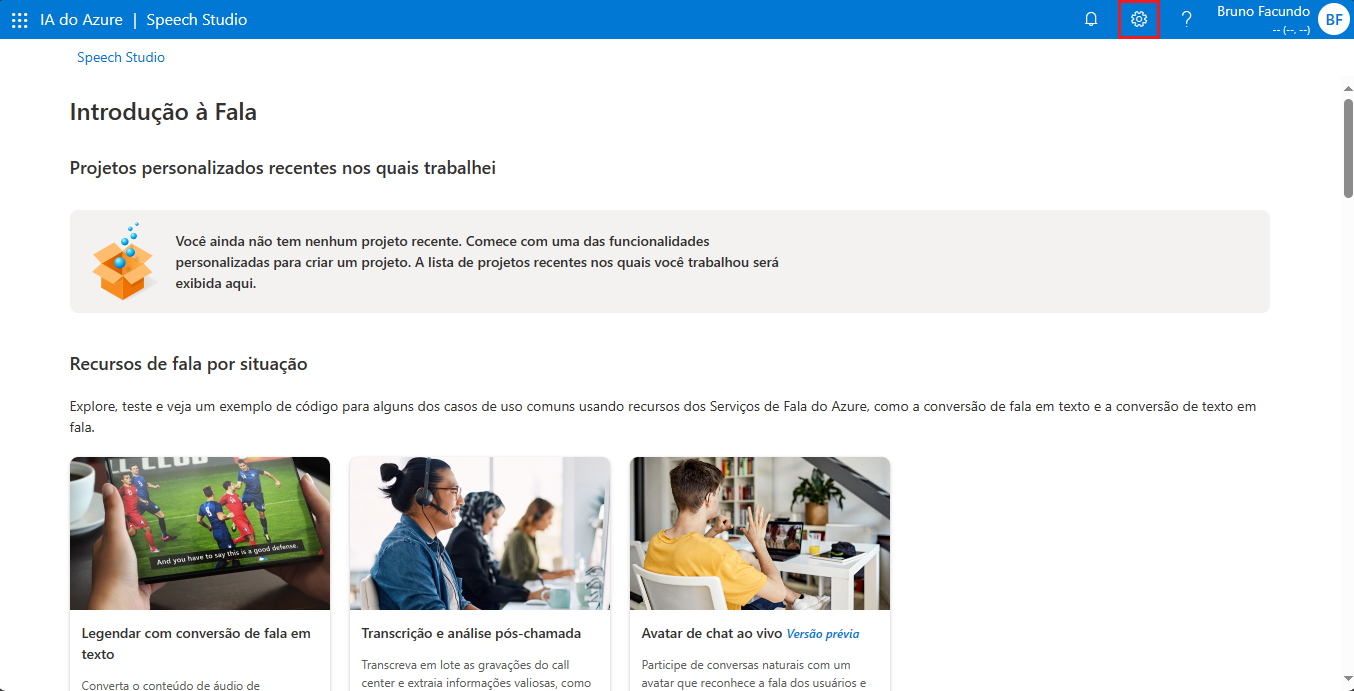 IA do Azure | Speech Studio
?
Bruno Facundo
-- (--, --)
BF
Speech Studio
Introdução à Fala
Projetos personalizados recentes nos quais trabalhei
Você ainda não tem nenhum projeto recente. Comece com uma das funcionalidades
personalizadas para criar um projeto. A lista de projetos recentes nos quais você trabalhou será
exibida aqui.
Recursos de fala por situação
Explore, teste e veja um exemplo de código para alguns dos casos de uso comuns usando recursos dos Serviços de Fala do Azure, como a conversão de fala em texto e a conversão de texto em
fala.
CLUB
9
And you have to say this is a good defense.
Legendar com conversão de fala em
texto
Converta o conteúdo de áudio de
Transcrição e análise pós-chamada
Transcreva em lote as gravações do call
center e extraia informações valiosas, como
Avatar de chat ao vivo Versão prévia
Participe de conversas naturais com um
avatar que reconhece a fala dos usuários e